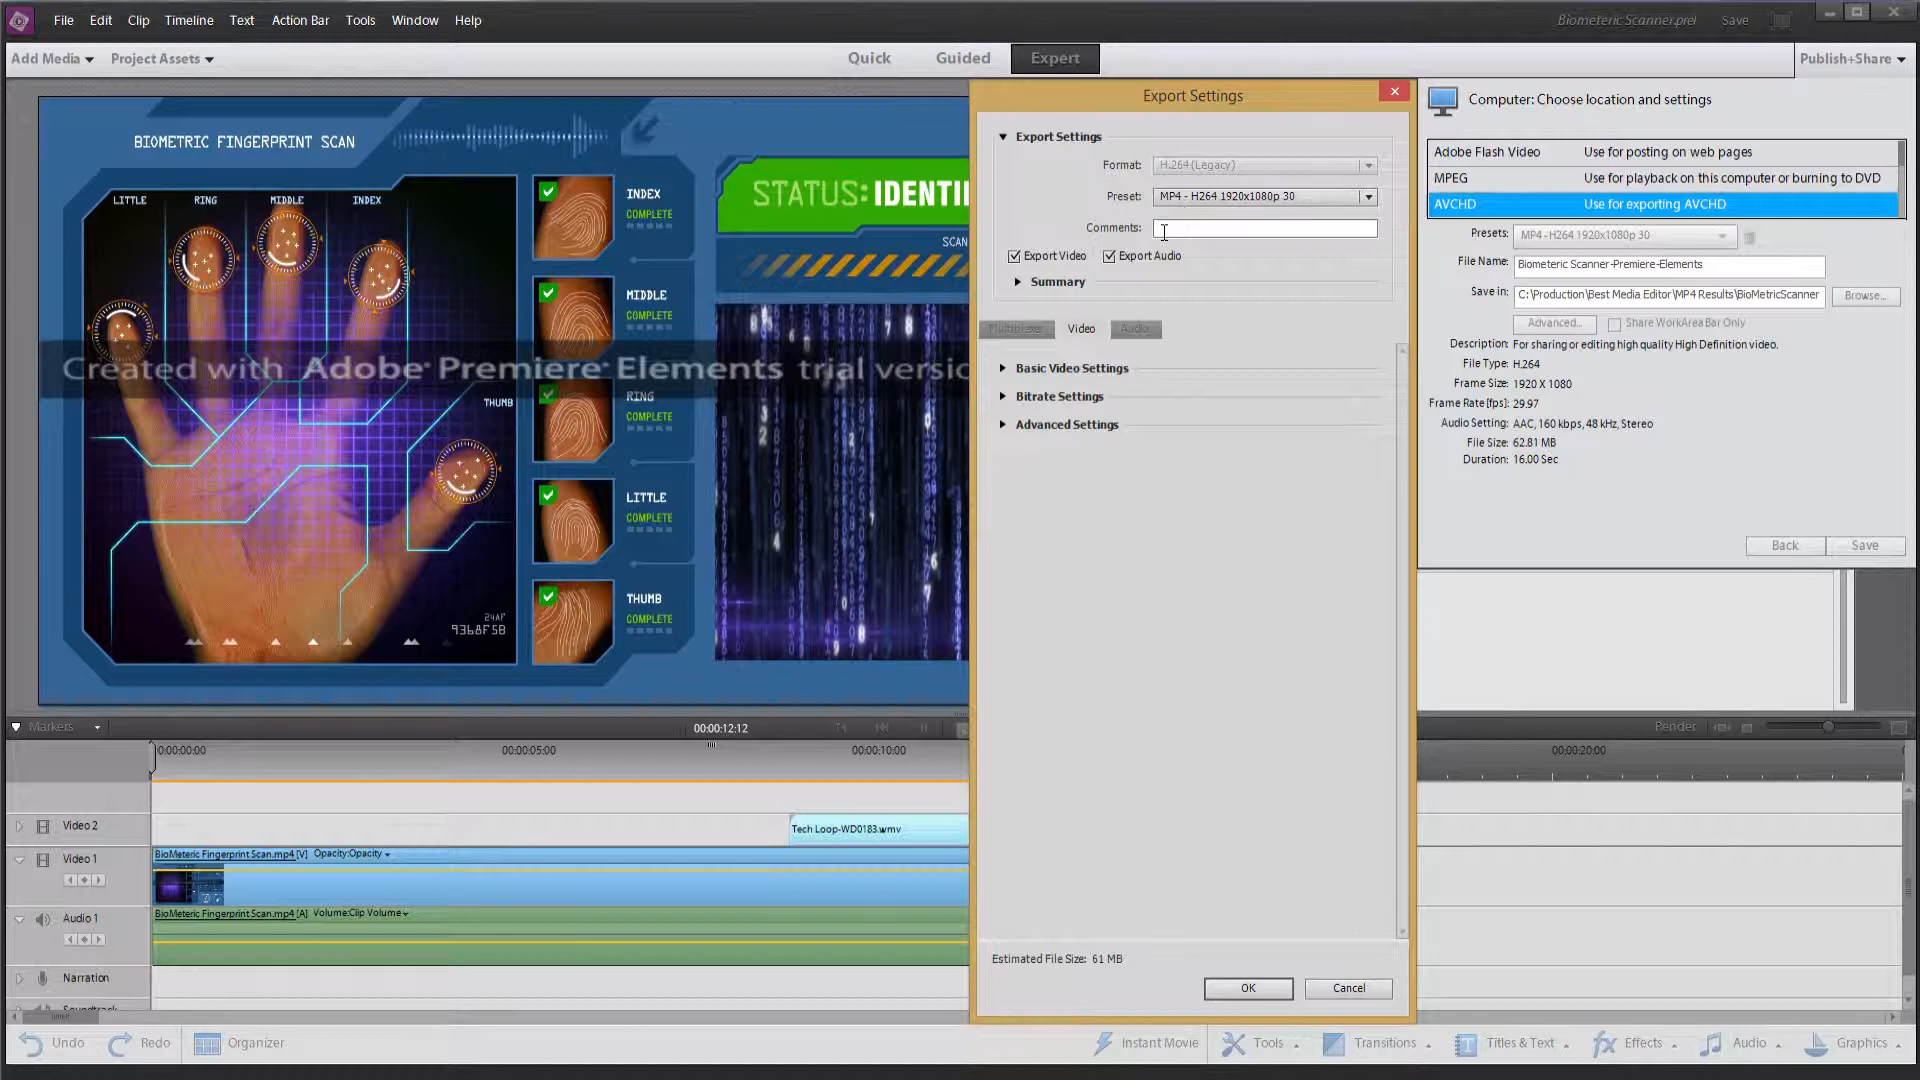 File Edit Clip Timeline Text Action Bar Tools Window Help
Biometeric Scanner.prel Save
Add Media Project Assets Quick Guided Expert Publish+Share
BIOMETRIC FINGERPRINT SCAN
LITTLE RING MIDDLE INDEX
THUMB
24AF
9368F5B
INDEX
COMPLETE
MIDDLE
COMPLETE
RING
COMPLETE
LITTLE
COMPLETE
THUMB
COMPLETE
STATUS: IDENTI
SCAN
Created with Adobe Premiere Elements trial versio
Export Settings
Export Settings
Format: H.264 (Legacy)
Preset: MP4 - H264 1920x1080p 30
Comments:
Export Video Export Audio
Summary
Multiplexer Video Audio
Basic Video Settings
Bitrate Settings
Advanced Settings
Estimated File Size: 61 MB
OK Cancel
Computer: Choose location and settings
Adobe Flash Video Use for posting on web pages
MPEG Use for playback on this computer or burning to DVD
AVCHD Use for exporting AVCHD
Presets: MP4 - H264 1920x1080p 30
File Name: Biometeric Scanner-Premiere-Elements
Save in: C:\Production\Best Media Editor\MP4 Results\BioMetricScanner Browse...
Advanced... Share WorkArea Bar Only
Description: For sharing or editing high quality High Definition video.
File Type: H.264
Frame Size: 1920 X 1080
Frame Rate [fps]: 29.97
Audio Setting: AAC, 160 kbps, 48 kHz, Stereo
File Size: 62.81 MB
Duration: 16.00 Sec
Back Save
Markers 00:00:12:12 Render
00:00:00:00 00:00:05:00 00:00:10:00 00:00:20:00
Video 2 Tech Loop-WD0183.wmv
Video 1 BioMeteric Fingerprint Scan.mp4 [V] Opacity:Opacity
Audio 1 BioMeteric Fingerprint Scan.mp4 [A] Volume:Clip Volume
Narration
Soundtrack
Undo Redo Organizer Instant Movie Tools Transitions Titles & Text Effects Audio Graphics